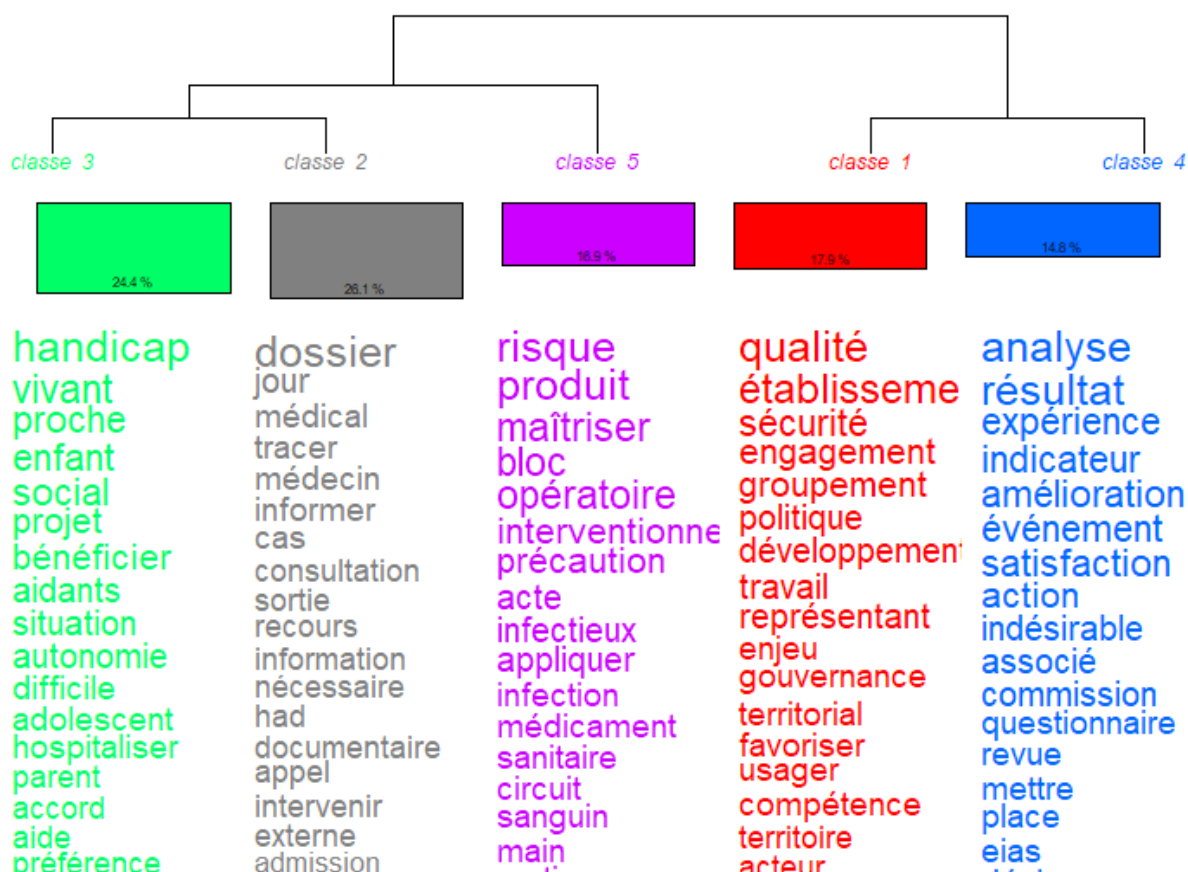 classe 3
classe 2
classe 5
classe 1
classe 4
24.4 %
26.1 %
16.9 %
17.9 %
14.8 %
handicap
vivant
proche
enfant
social
projet
bénéficier
aidants
situation
autonomie
difficile
adolescent
hospitaliser
parent
accord
aide
préférence
dossier
jour
médical
tracer
médecin
informer
cas
consultation
sortie
recours
information
nécessaire
had
documentaire
appel
intervenir
externe
admission
risque
produit
maîtriser
bloc
opératoire
interventionne
précaution
acte
infectieux
appliquer
infection
médicament
sanitaire
circuit
sanguin
main
qualité
établisseme
sécurité
engagement
groupement
politique
développement
travail
représentant
enjeu
gouvernance
territorial
favoriser
usager
compétence
territoire
acteur
analyse
résultat
expérience
indicateur
amélioration
événement
satisfaction
action
indésirable
associé
commission
questionnaire
revue
mettre
place
eias